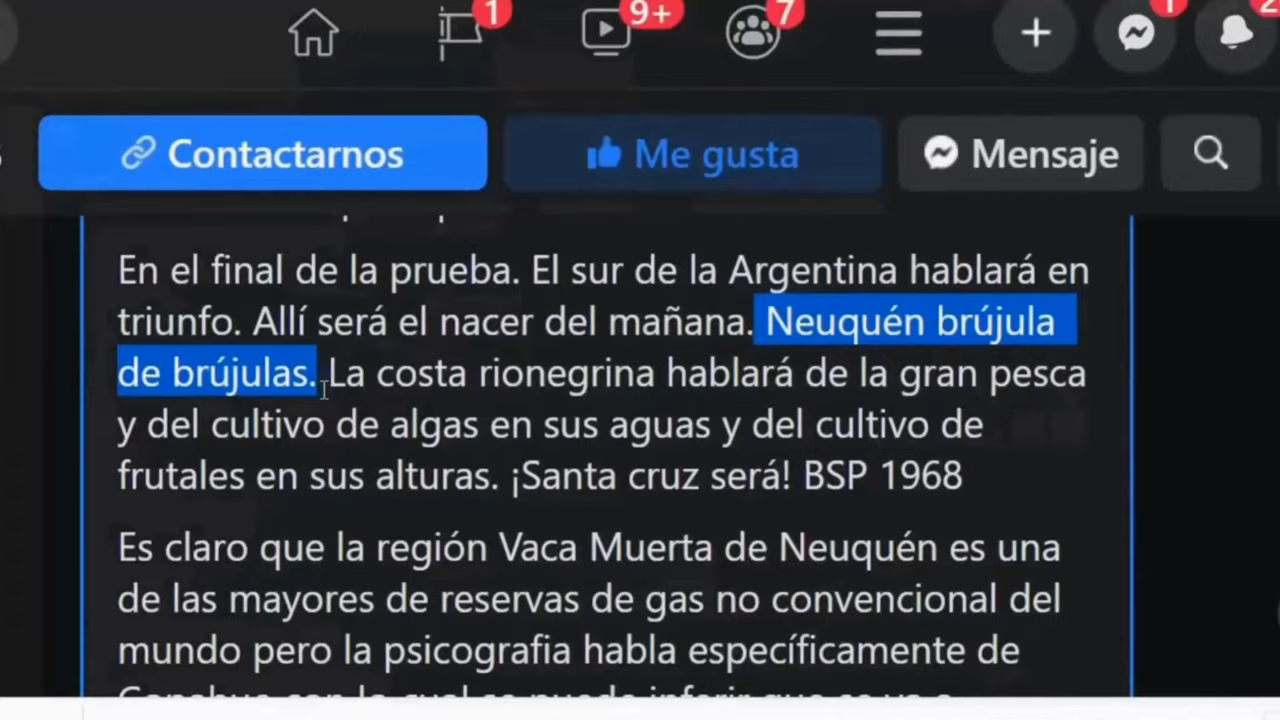 1
9+
7
1
2
Contactarnos
Me gusta
Mensaje
En el final de la prueba. El sur de la Argentina hablará en
triunfo. Allí será el nacer del mañana. Neuquén brújula
de brújulas. La costa rionegrina hablará de la gran pesca
y del cultivo de algas en sus aguas y del cultivo de
frutales en sus alturas. ¡Santa cruz será! BSP 1968
Es claro que la región Vaca Muerta de Neuquén es una
de las mayores de reservas de gas no convencional del
mundo pero la psicografia habla específicamente de